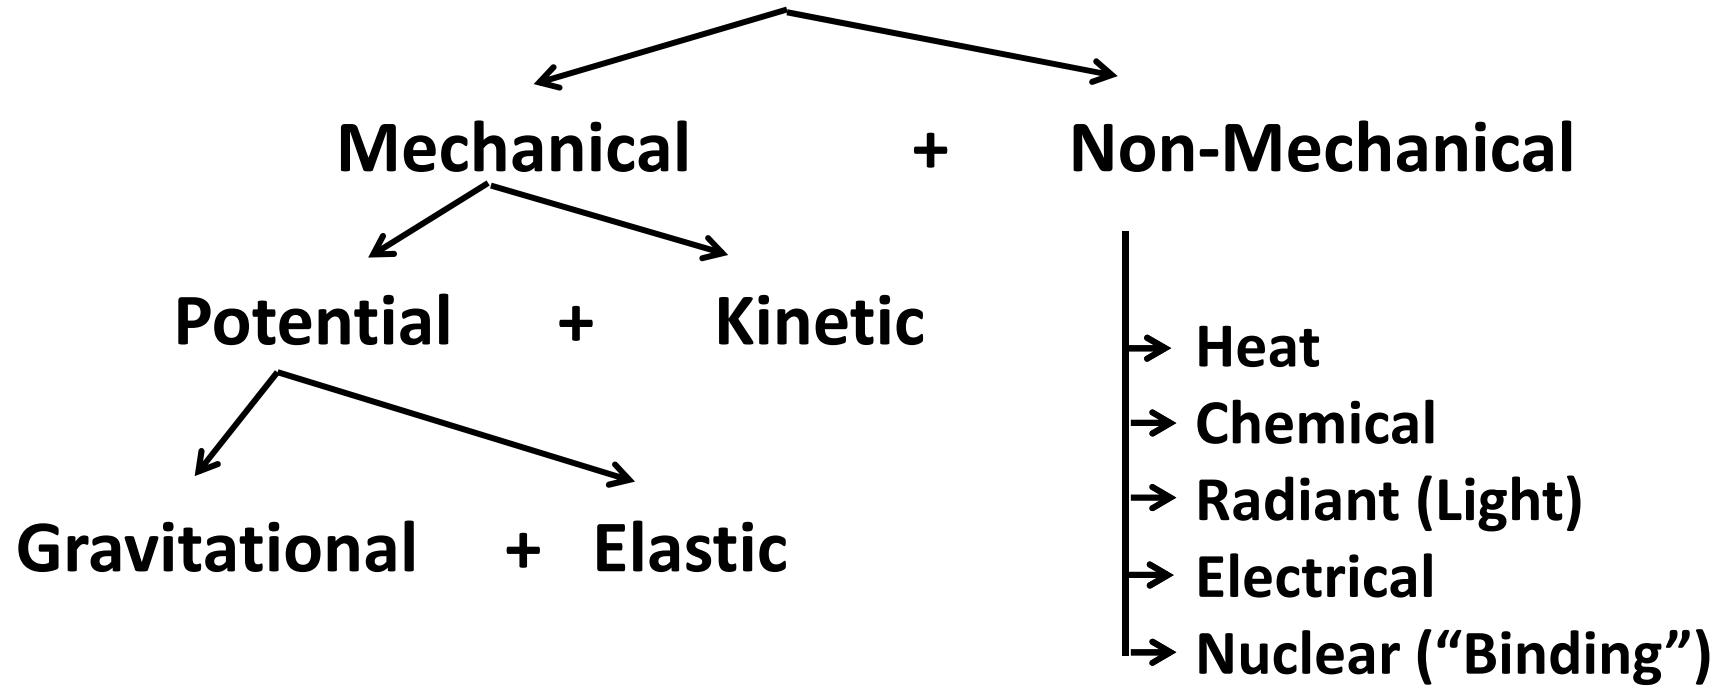 Mechanical + Non-Mechanical
Potential + Kinetic
Heat
Chemical
Radiant (Light)
Gravitational + Elastic
Electrical
Nuclear (“Binding”)